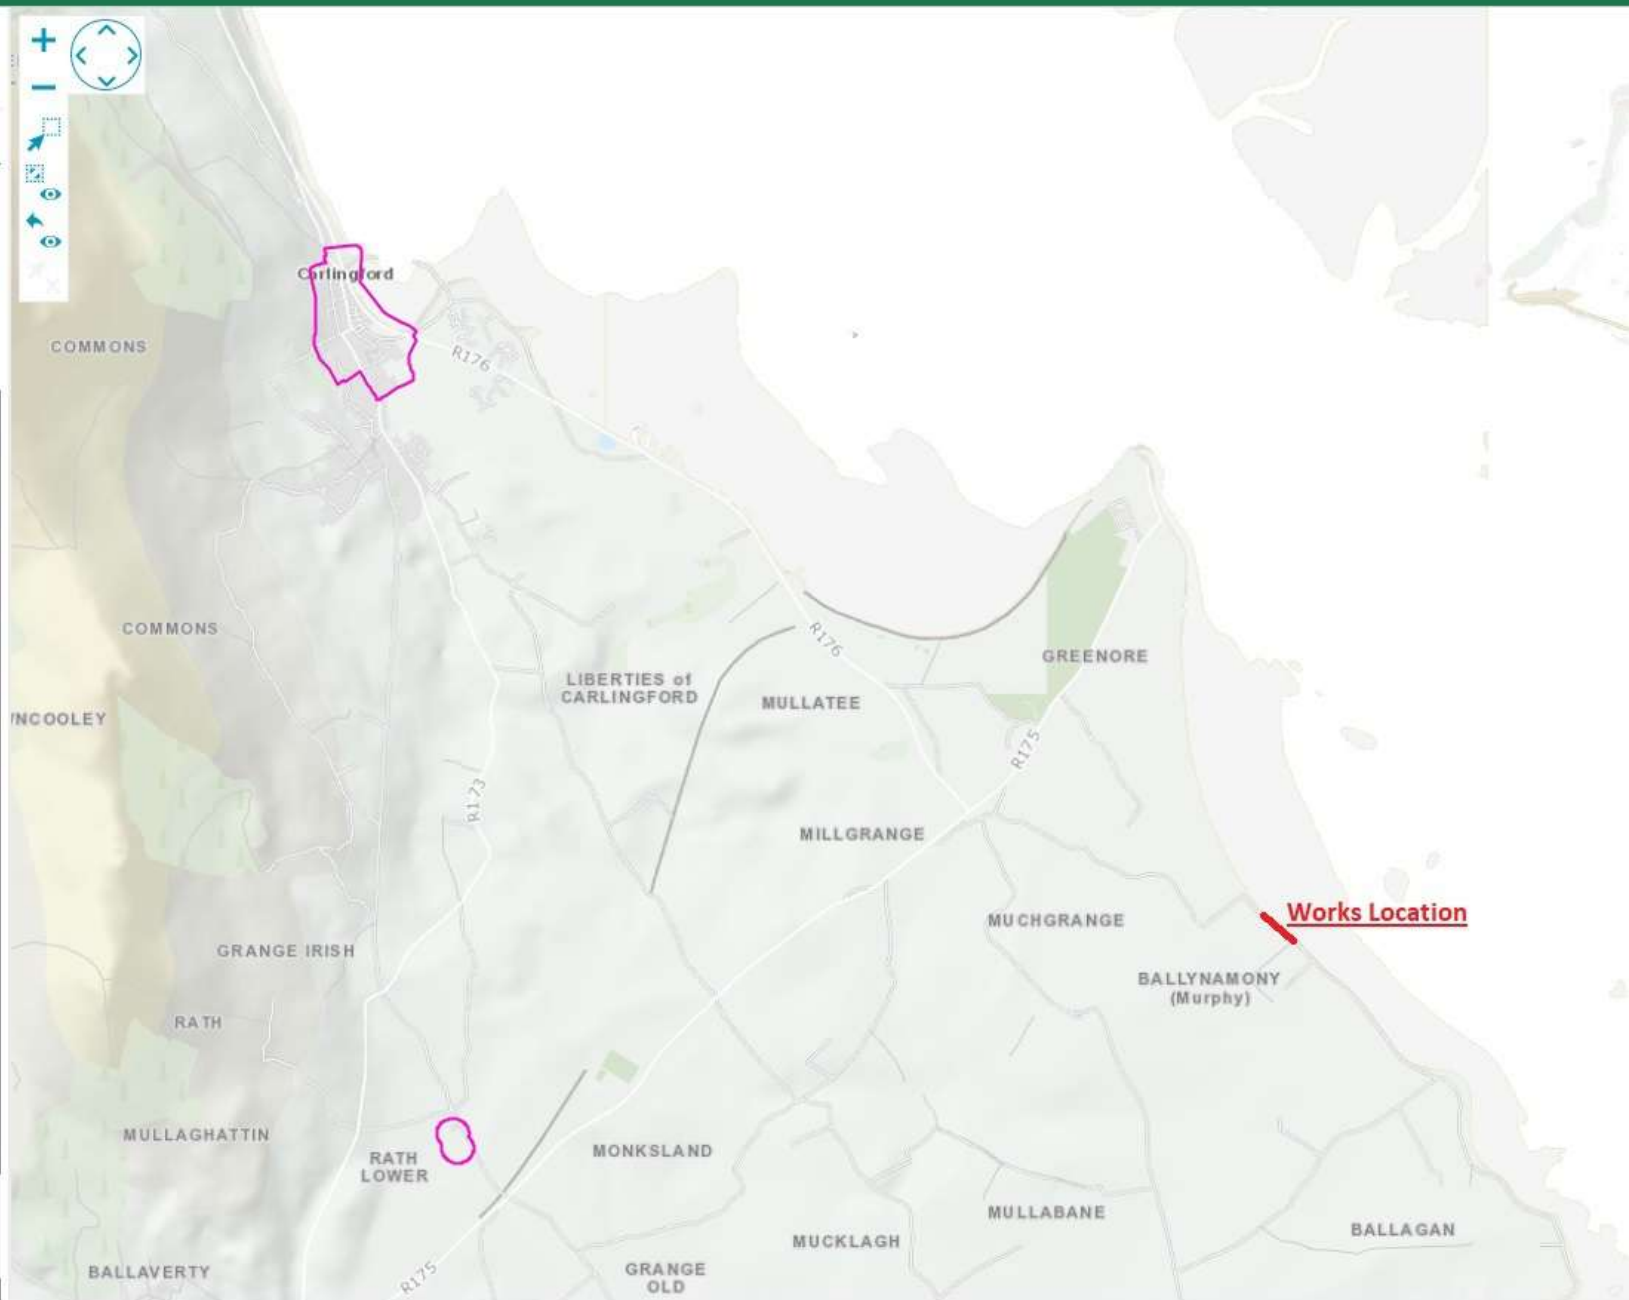 Carlingford
COMMONS
R176
COMMONS
GREENORE
R176
LIBERTIES of
CARLINGFORD
MULLATEE
NCOOLEY
R175
R173
MILLGRANGE
Works Location
MUCHGRANGE
GRANGE IRISH
BALLYNAMONY
(Murphy)
RATH
MULLAGHATTIN
MONKSLAND
RATH
LOWER
MULLABANE
BALLAGAN
MUCKLAGH
BALLAVERTY
R175
GRANGE
OLD